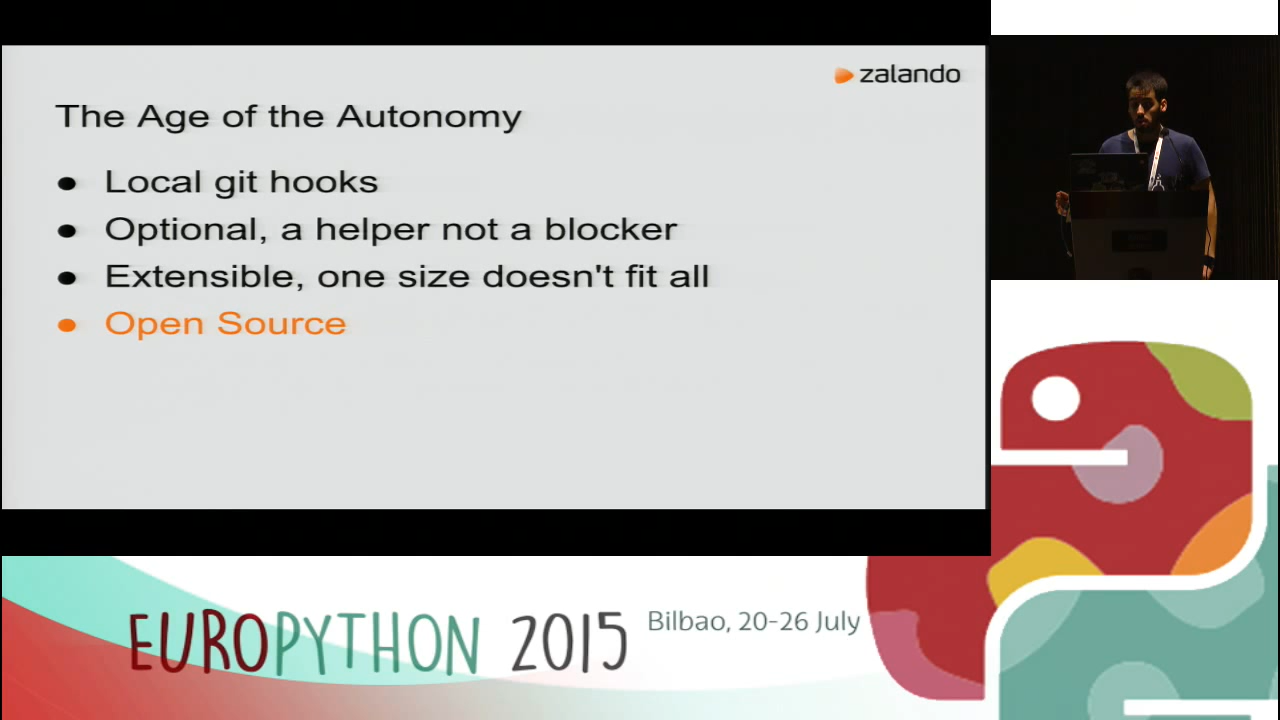 zalando
The Age of the Autonomy
● Local git hooks
● Optional, a helper not a blocker
● Extensible, one size doesn't fit all
● Open Source
EUROPYTHON 2015
Bilbao, 20-26 July